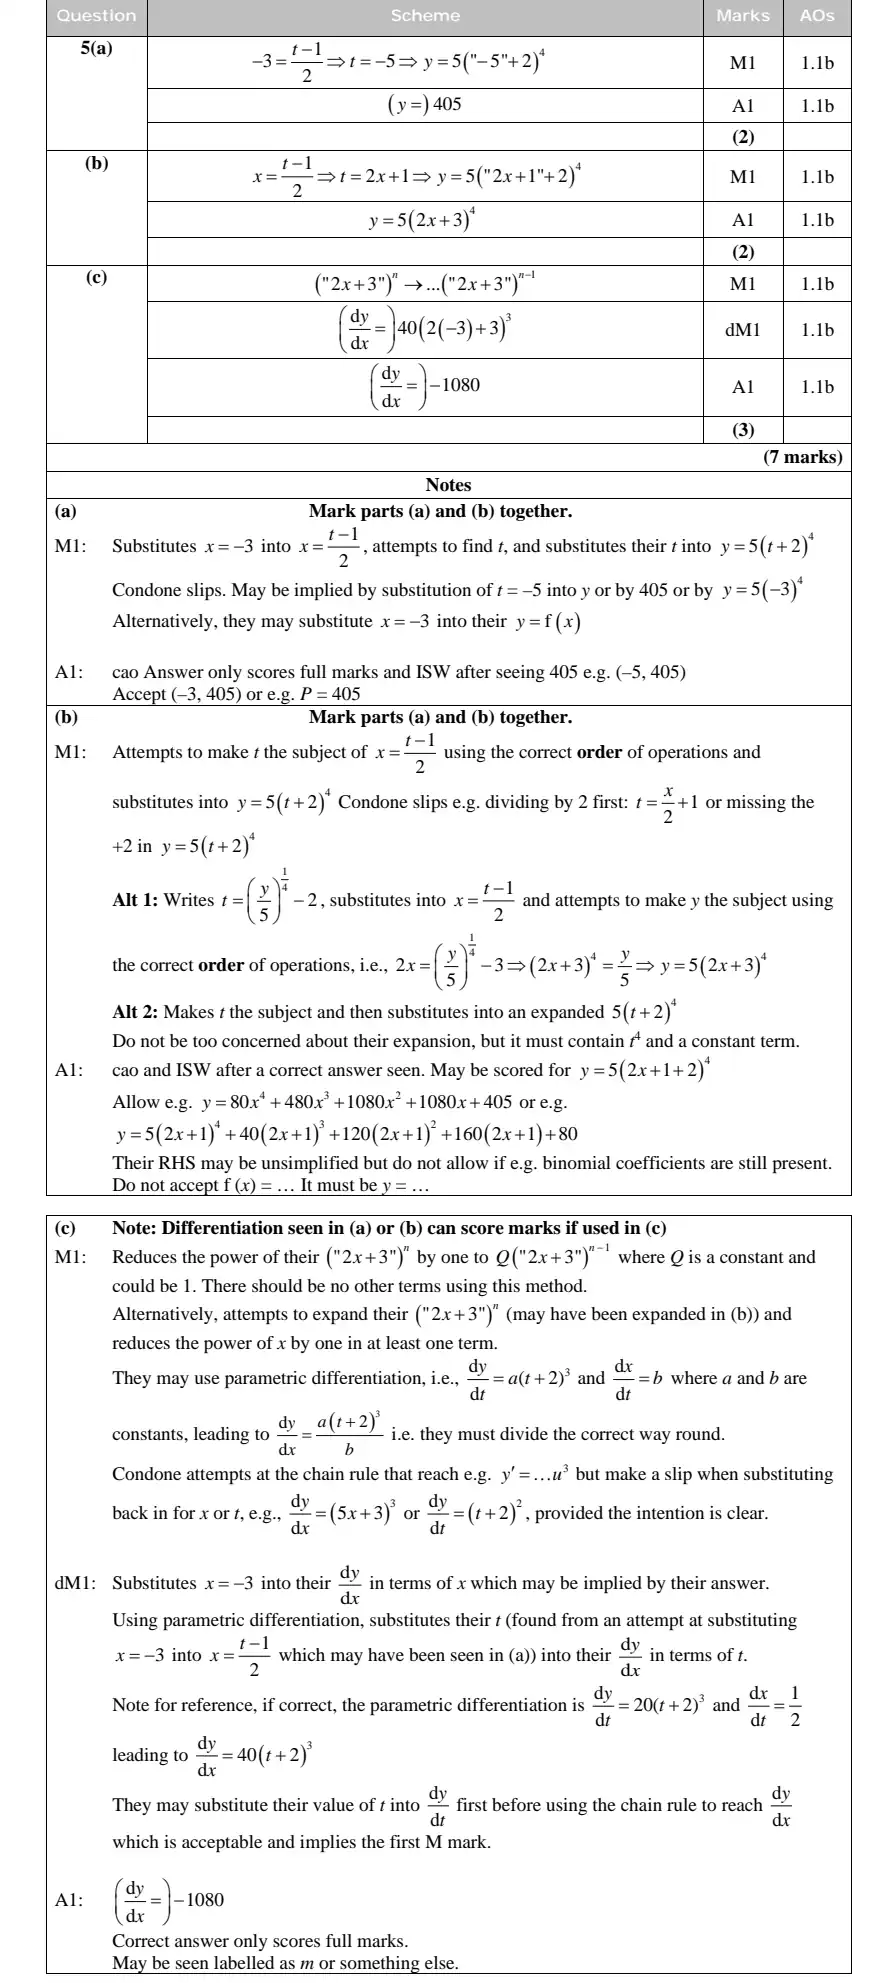 Question Scheme Marks AOs
5(a) −3 = (t−1)/2 ⇒ t = −5 ⇒ y = 5("−5"+2)⁴ M1 1.1b
(y =) 405 A1 1.1b
(2)
(b) x = (t−1)/2 ⇒ t = 2x+1 ⇒ y = 5("2x+1"+2)⁴ M1 1.1b
y = 5(2x+3)⁴ A1 1.1b
(2)
(c) ("2x+3")ⁿ → ...("2x+3")ⁿ⁻¹ M1 1.1b
(dy/dx =) 40(2(−3)+3)³ dM1 1.1b
(dy/dx =) −1080 A1 1.1b
(3)
(7 marks)
Notes
(a) Mark parts (a) and (b) together.
M1: Substitutes x = −3 into x = (t−1)/2, attempts to find t, and substitutes their t into y = 5(t+2)⁴
Condone slips. May be implied by substitution of t = –5 into y or by 405 or by y = 5(−3)⁴
Alternatively, they may substitute x = −3 into their y = f(x)
A1: cao Answer only scores full marks and ISW after seeing 405 e.g. (–5, 405)
Accept (–3, 405) or e.g. P = 405
(b) Mark parts (a) and (b) together.
M1: Attempts to make t the subject of x = (t−1)/2 using the correct order of operations and
substitutes into y = 5(t+2)⁴ Condone slips e.g. dividing by 2 first: t = x/2 + 1 or missing the
+2 in y = 5(t+2)⁴
Alt 1: Writes t = (y/5)^(1/4) − 2, substitutes into x = (t−1)/2 and attempts to make y the subject using
the correct order of operations, i.e., 2x = (y/5)^(1/4) − 3 ⇒ (2x+3)⁴ = y/5 ⇒ y = 5(2x+3)⁴
Alt 2: Makes t the subject and then substitutes into an expanded 5(t+2)⁴
Do not be too concerned about their expansion, but it must contain t⁴ and a constant term.
A1: cao and ISW after a correct answer seen. May be scored for y = 5(2x+1+2)⁴
Allow e.g. y = 80x⁴ + 480x³ + 1080x² + 1080x + 405 or e.g.
y = 5(2x+1)⁴ + 40(2x+1)³ + 120(2x+1)² + 160(2x+1) + 80
Their RHS may be unsimplified but do not allow if e.g. binomial coefficients are still present.
Do not accept f (x) = … It must be y = …
(c) Note: Differentiation seen in (a) or (b) can score marks if used in (c)
M1: Reduces the power of their ("2x+3")ⁿ by one to Q("2x+3")ⁿ⁻¹ where Q is a constant and
could be 1. There should be no other terms using this method.
Alternatively, attempts to expand their ("2x+3")ⁿ (may have been expanded in (b)) and
reduces the power of x by one in at least one term.
They may use parametric differentiation, i.e., dy/dt = a(t+2)³ and dx/dt = b where a and b are
constants, leading to dy/dx = a(t+2)³/b i.e. they must divide the correct way round.
Condone attempts at the chain rule that reach e.g. y′ = …u³ but make a slip when substituting
back in for x or t, e.g., dy/dx = (5x+3)³ or dy/dt = (t+2)², provided the intention is clear.
dM1: Substitutes x = −3 into their dy/dx in terms of x which may be implied by their answer.
Using parametric differentiation, substitutes their t (found from an attempt at substituting
x = −3 into x = (t−1)/2 which may have been seen in (a)) into their dy/dx in terms of t.
Note for reference, if correct, the parametric differentiation is dy/dt = 20(t+2)³ and dx/dt = 1/2
leading to dy/dx = 40(t+2)³
They may substitute their value of t into dy/dt first before using the chain rule to reach dy/dx
which is acceptable and implies the first M mark.
A1: (dy/dx =) −1080
Correct answer only scores full marks.
May be seen labelled as m or something else.